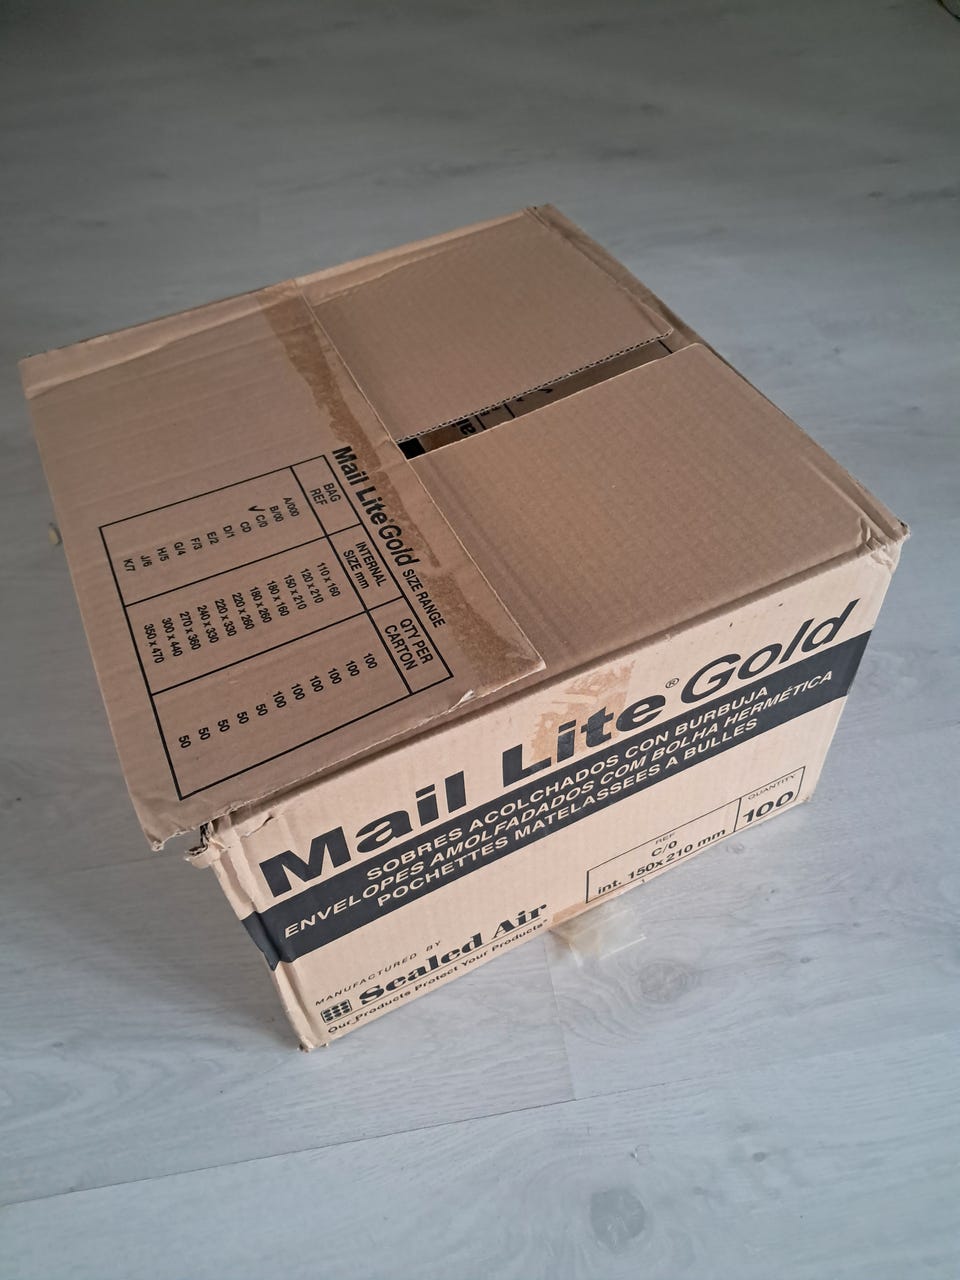 Mail Lite Gold SIZE RANGE
BAG REF INTERNAL SIZE mm QTY PER CARTON
A/000 110 x 160 100
B/00 120 x 210 100
✓ C/0 150 x 210 100
CD 180 x 160 100
D/1 180 x 260 100
E/2 220 x 260 100
F/3 220 x 330 50
G/4 240 x 330 50
H/5 270 x 360 50
J/6 300 x 440 50
K/7 350 x 470 50
Mail Lite® Gold
SOBRES ACOLCHADOS CON BURBUJA
ENVELOPES AMOLFADADOS COM BOLHA HERMÉTICA
POCHETTES MATELASSEES A BULLES
REF QUANTITY
C/0 100
int. 150x210 mm
MANUFACTURED BY
Sealed Air
Our Products Protect Your Products